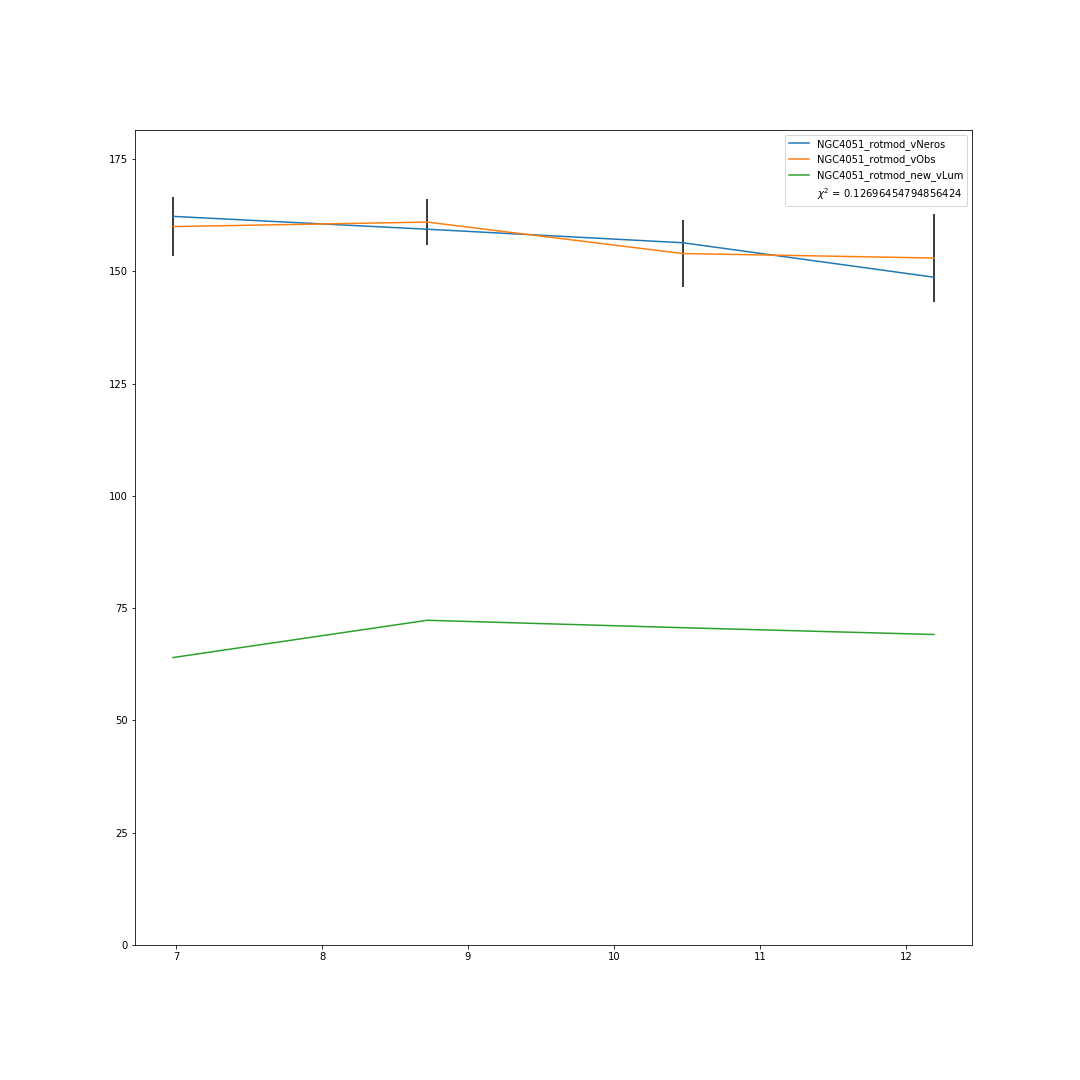 NGC4051_rotmod_vNeros
NGC4051_rotmod_vObs
NGC4051_rotmod_new_vLum
χ² = 0.12696454794856424
175
150
125
100
75
50
25
0
7 8 9 10 11 12